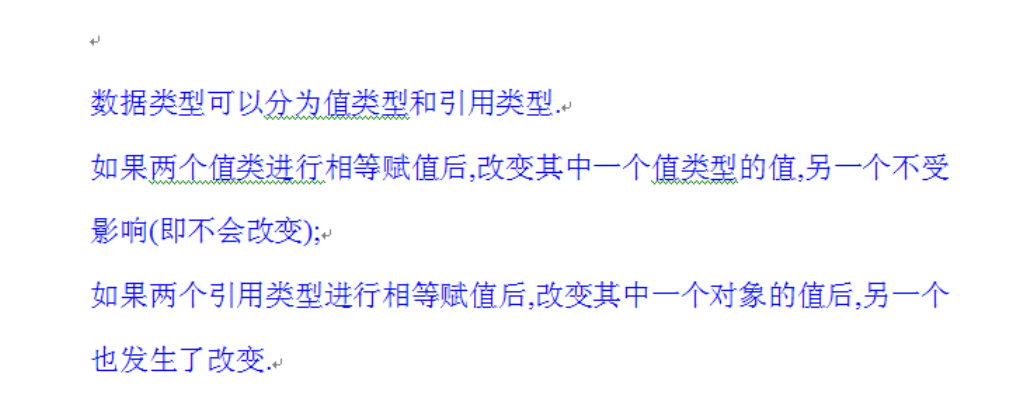 数据类型可以分为值类型和引用类型.
如果两个值类进行相等赋值后,改变其中一个值类型的值,另一个不受
影响(即不会改变);
如果两个引用类型进行相等赋值后,改变其中一个对象的值后,另一个
也发生了改变.